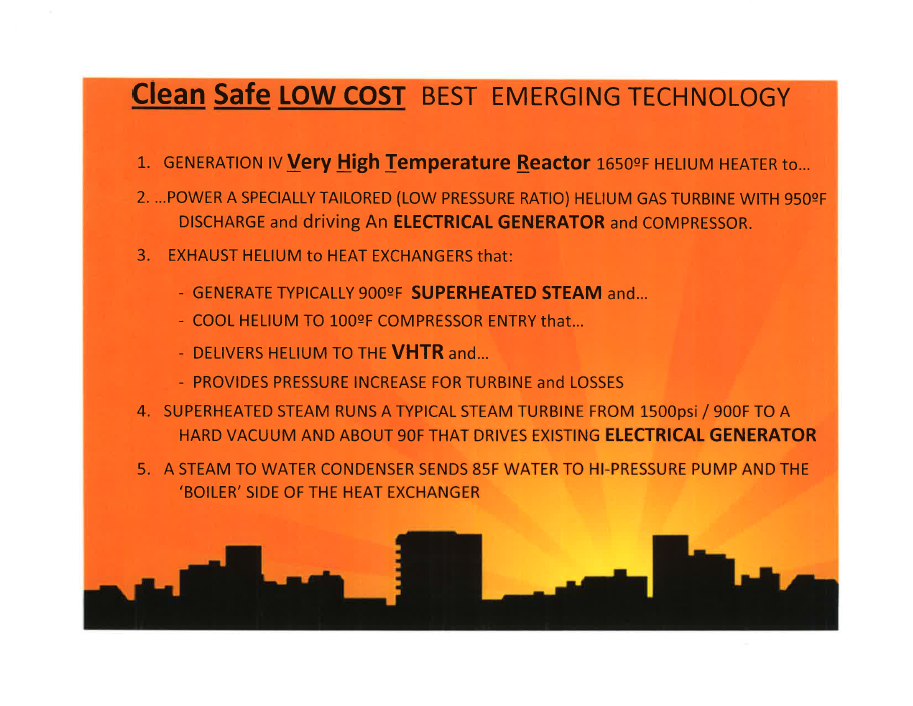 Clean Safe LOW COST BEST EMERGING TECHNOLOGY
1. GENERATION IV Very High Temperature Reactor 1650ºF HELIUM HEATER to...
2. ...POWER A SPECIALLY TAILORED (LOW PRESSURE RATIO) HELIUM GAS TURBINE WITH 950ºF
DISCHARGE and driving An ELECTRICAL GENERATOR and COMPRESSOR.
3. EXHAUST HELIUM to HEAT EXCHANGERS that:
- GENERATE TYPICALLY 900ºF SUPERHEATED STEAM and...
- COOL HELIUM TO 100ºF COMPRESSOR ENTRY that...
- DELIVERS HELIUM TO THE VHTR and...
- PROVIDES PRESSURE INCREASE FOR TURBINE and LOSSES
4. SUPERHEATED STEAM RUNS A TYPICAL STEAM TURBINE FROM 1500psi / 900F TO A
HARD VACUUM AND ABOUT 90F THAT DRIVES EXISTING ELECTRICAL GENERATOR
5. A STEAM TO WATER CONDENSER SENDS 85F WATER TO HI-PRESSURE PUMP AND THE
‘BOILER’ SIDE OF THE HEAT EXCHANGER